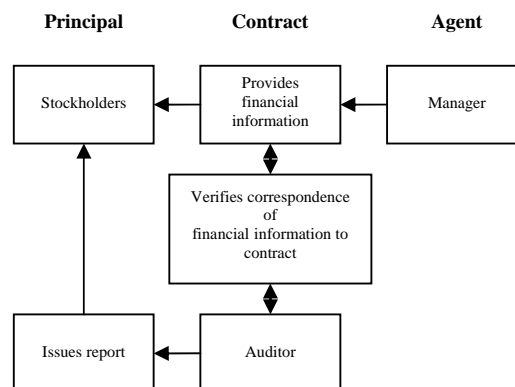 Principal Contract Agent
Stockholders
Provides
financial
information
Manager
Verifies correspondence
of
financial information to
contract
Issues report
Auditor